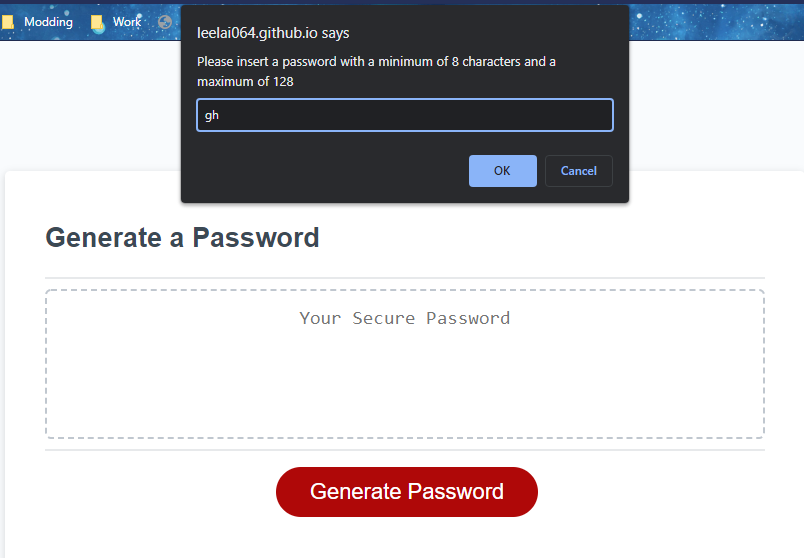 Modding Work
leelai064.github.io says
Please insert a password with a minimum of 8 characters and a
maximum of 128
gh
OK Cancel
Generate a Password
Your Secure Password
Generate Password